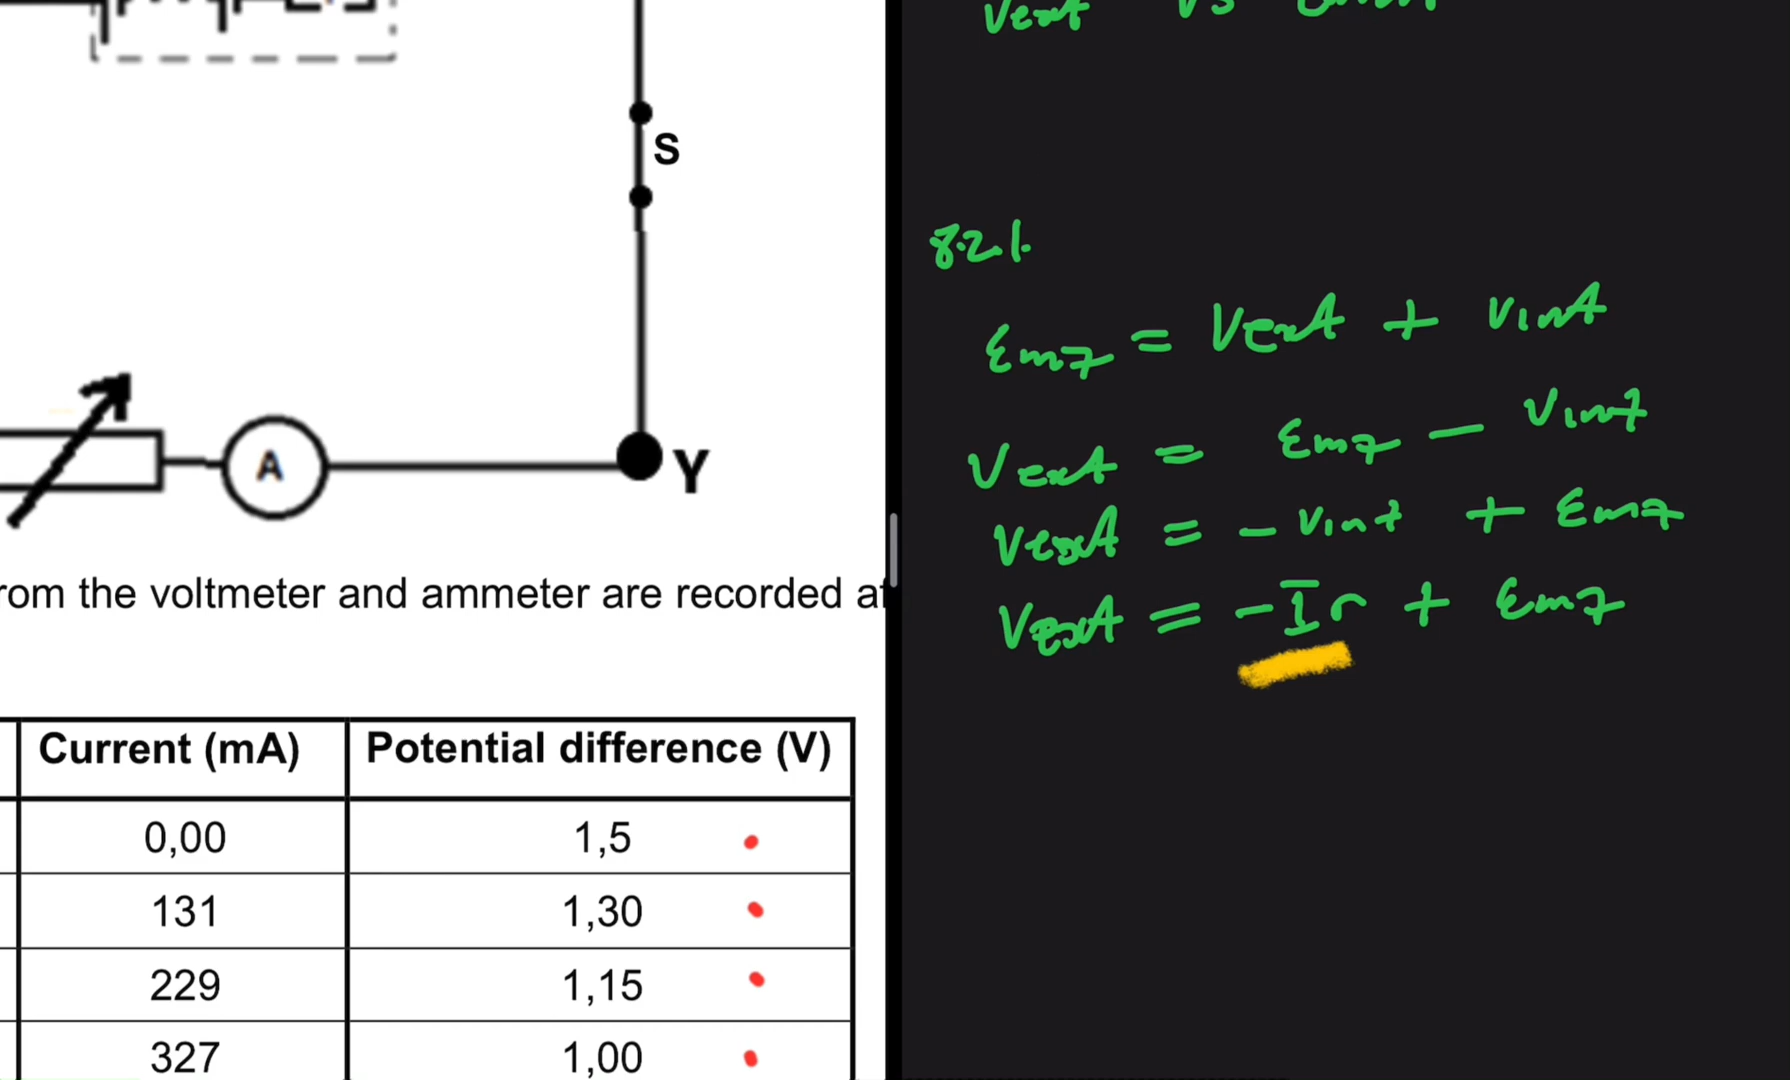 Vext vs
S
8.2.1.
A
Y
Emf = Vext + Vint
Vext = Emf - Vint
Vext = - Vint + Emf
Vext = - Ir + Emf
rom the voltmeter and ammeter are recorded
Current (mA) Potential difference (V)
0,00 1,5
131 1,30
229 1,15
327 1,00